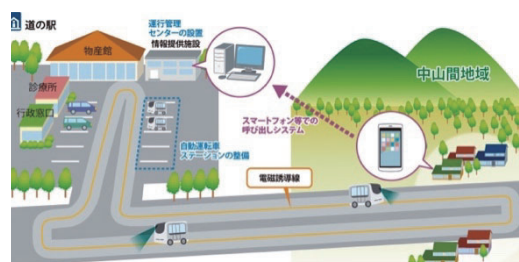 道の駅
物産館
運行管理
センターの設置
情報提供施設
診療所
行政窓口
中山間地域
スマートフォン等での
呼び出しシステム
自動運転車
ステーションの整備
電磁誘導線